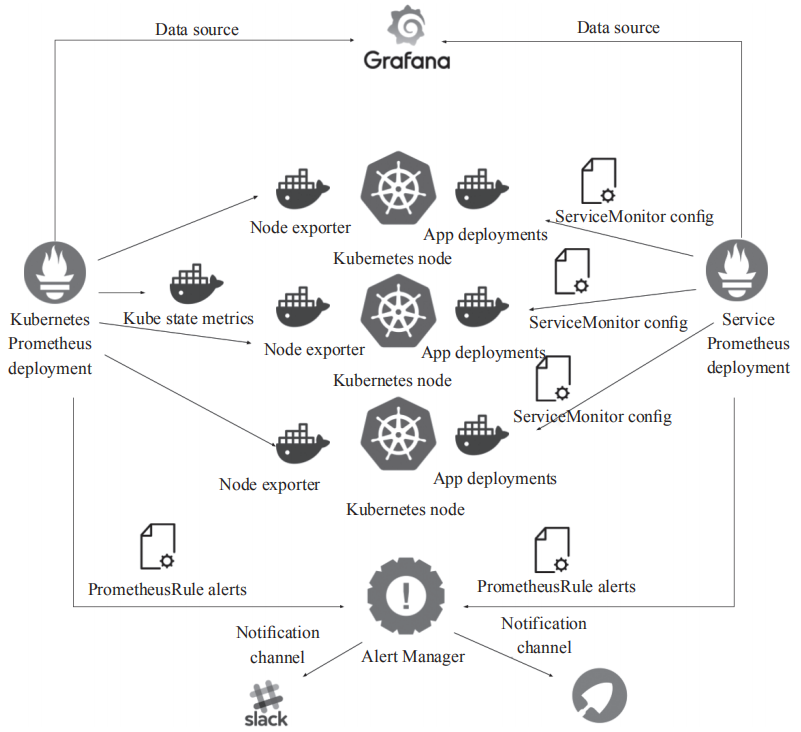 Data source
Data source
Grafana
ServiceMonitor config
Node exporter
App deployments
Kubernetes node
Kubernetes
Prometheus
deployment
Kube state metrics
ServiceMonitor config
Service
Prometheus
deployment
Node exporter
App deployments
Kubernetes node
ServiceMonitor config
Node exporter
App deployments
Kubernetes node
PrometheusRule alerts
PrometheusRule alerts
Notification
channel
Alert Manager
Notification
channel
slack